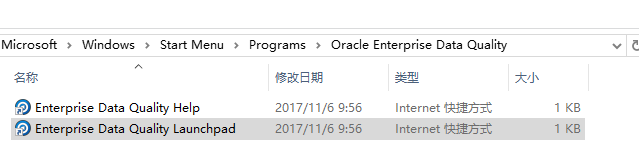 Microsoft > Windows > Start Menu > Programs > Oracle Enterprise Data Quality
名称 修改日期 类型 大小
Enterprise Data Quality Help 2017/11/6 9:56 Internet 快捷方式 1 KB
Enterprise Data Quality Launchpad 2017/11/6 9:56 Internet 快捷方式 1 KB